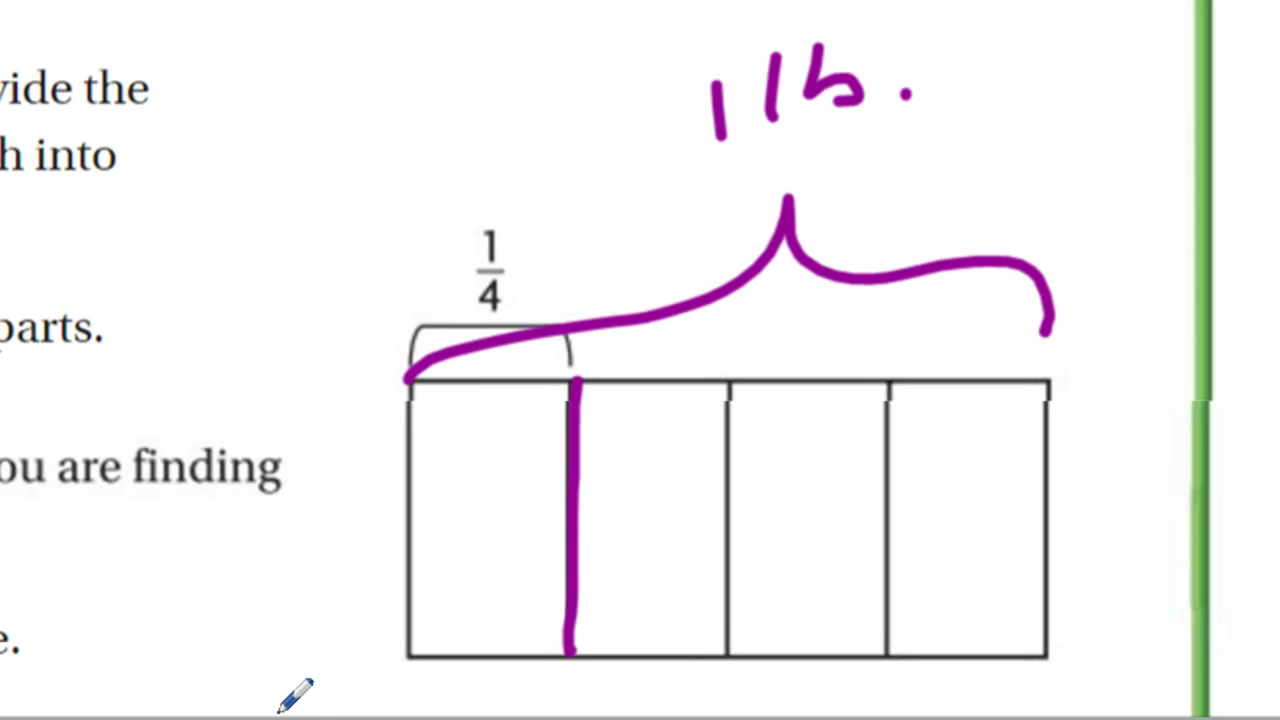 vide the
1 lb.
h into
1
4
parts.
ou are finding
e.